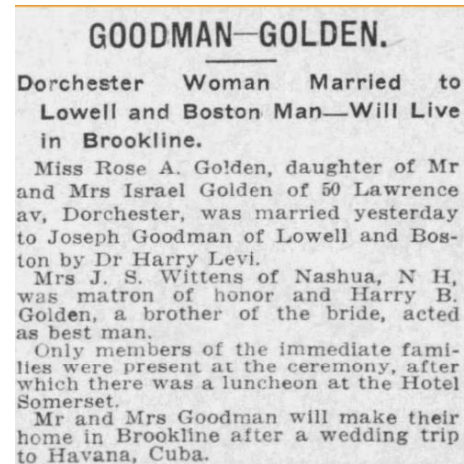 GOODMAN—GOLDEN.
Dorchester Woman Married to
Lowell and Boston Man—Will Live
in Brookline.
Miss Rose A. Golden, daughter of Mr
and Mrs Israel Golden of 50 Lawrence
av, Dorchester, was married yesterday
to Joseph Goodman of Lowell and Bos-
ton by Dr Harry Levi.
Mrs J. S. Wittens of Nashua, N H,
was matron of honor and Harry B.
Golden, a brother of the bride, acted
as best man.
Only members of the immediate fami-
lies were present at the ceremony, after
which there was a luncheon at the Hotel
Somerset.
Mr and Mrs Goodman will make their
home in Brookline after a wedding trip
to Havana, Cuba.